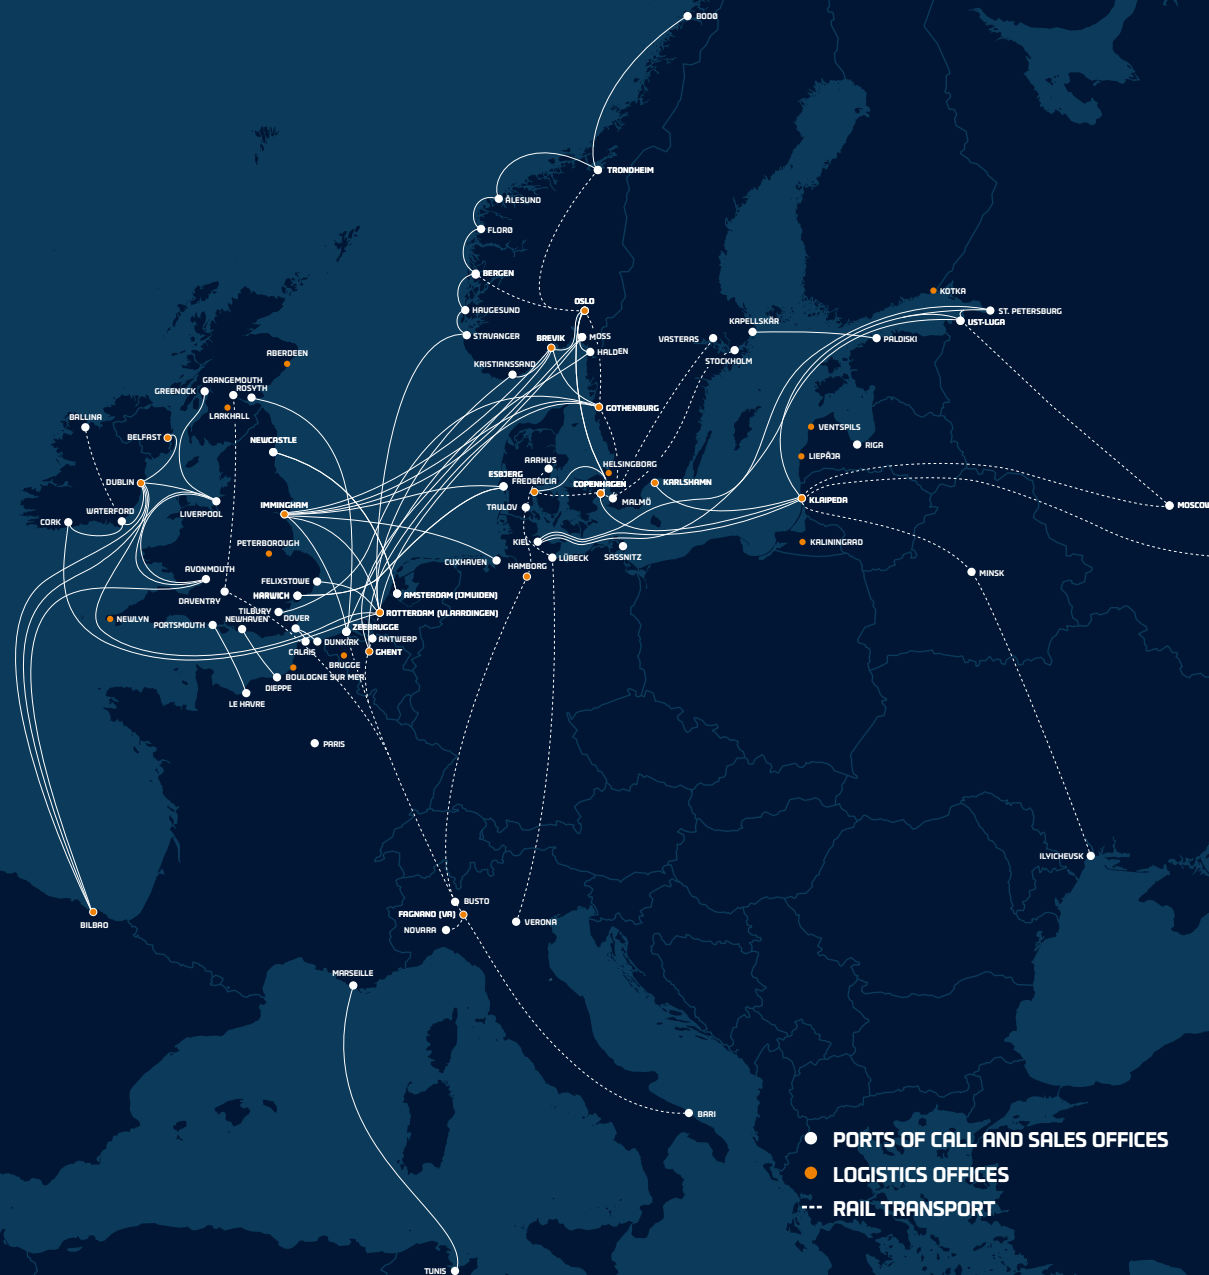 BODØ
TRONDHEIM
ÅLESUND
FLORØ
BERGEN
KOTKA
OSLO
HAUGESUND
ST. PETERSBURG
KAPELLSKÄR
UST-LUGA
STAVANGER
BREVIK
MOSS
VASTERAS
PALDISKI
ABERDEEN
HALDEN
STOCKHOLM
KRISTIANSSAND
GRANGEMOUTH
GREENOCK
ROSYTH
LARKHALL
GOTHENBURG
BALLINA
VENTSPILS
BELFAST
NEWCASTLE
RIGA
AARHUS
HELSINGBORG
LIEPĀJA
ESBJERG
DUBLIN
FREDERICIA
COPENHAGEN
KARLSHAMN
MALMÖ
KLAIPEDA
IMMINGHAM
TAULOV
MOSCOW
WATERFORD
LIVERPOOL
CORK
PETERBOROUGH
KIEL
KALININGRAD
SASSNITZ
CUXHAVEN
LÜBECK
AVONMOUTH
HAMBORG
MINSK
FELIXSTOWE
DAVENTRY
HARWICH
AMSTERDAM (IJMUIDEN)
TILBURY
ROTTERDAM (VLAARDINGEN)
NEWLYN
NEWHAVEN
DOVER
PORTSMOUTH
ZEEBRUGGE
DUNKIRK
ANTWERP
CALAIS
GHENT
BRUGGE
BOULOGNE SUR MER
DIEPPE
LE HAVRE
PARIS
ILYICHEVSK
BUSTO
FAGNANO (VA)
BILBAO
VERONA
NOVARA
MARSEILLE
BARI
TUNIS
PORTS OF CALL AND SALES OFFICES
LOGISTICS OFFICES
RAIL TRANSPORT